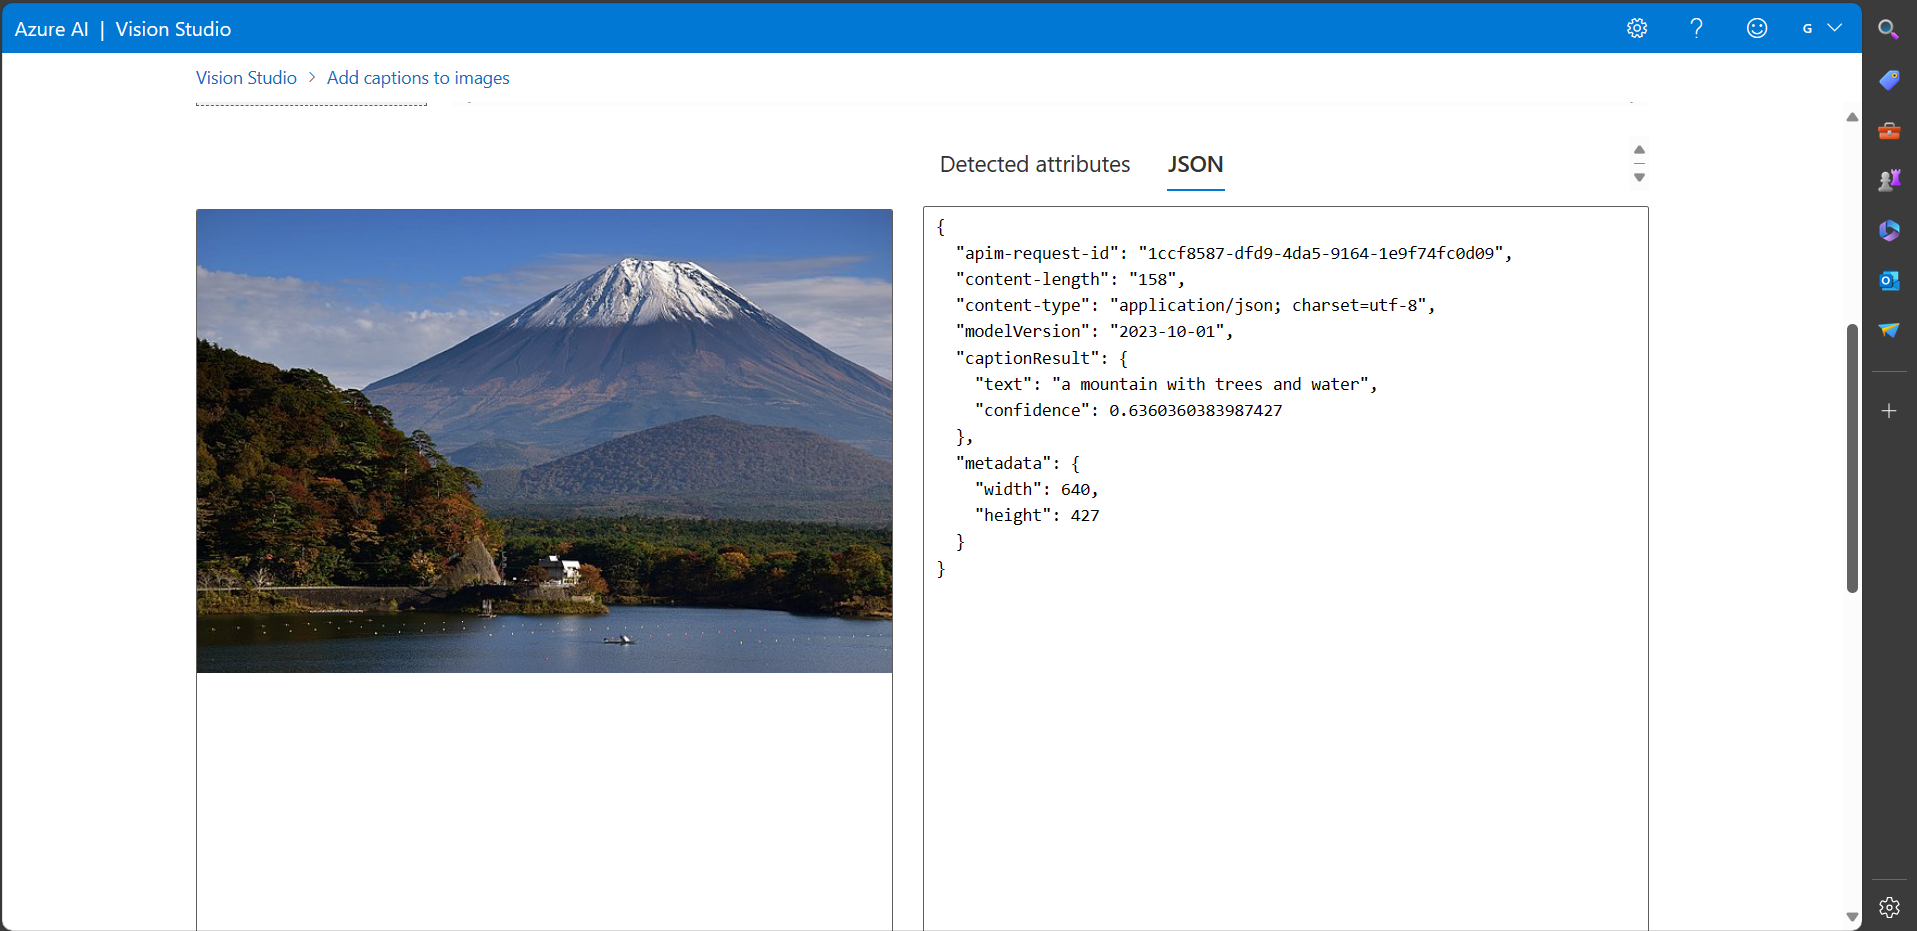 Azure AI | Vision Studio
G
Vision Studio > Add captions to images
Detected attributes JSON
{
  "apim-request-id": "1ccf8587-dfd9-4da5-9164-1e9f74fc0d09",
  "content-length": "158",
  "content-type": "application/json; charset=utf-8",
  "modelVersion": "2023-10-01",
  "captionResult": {
    "text": "a mountain with trees and water",
    "confidence": 0.6360360383987427
  },
  "metadata": {
    "width": 640,
    "height": 427
  }
}